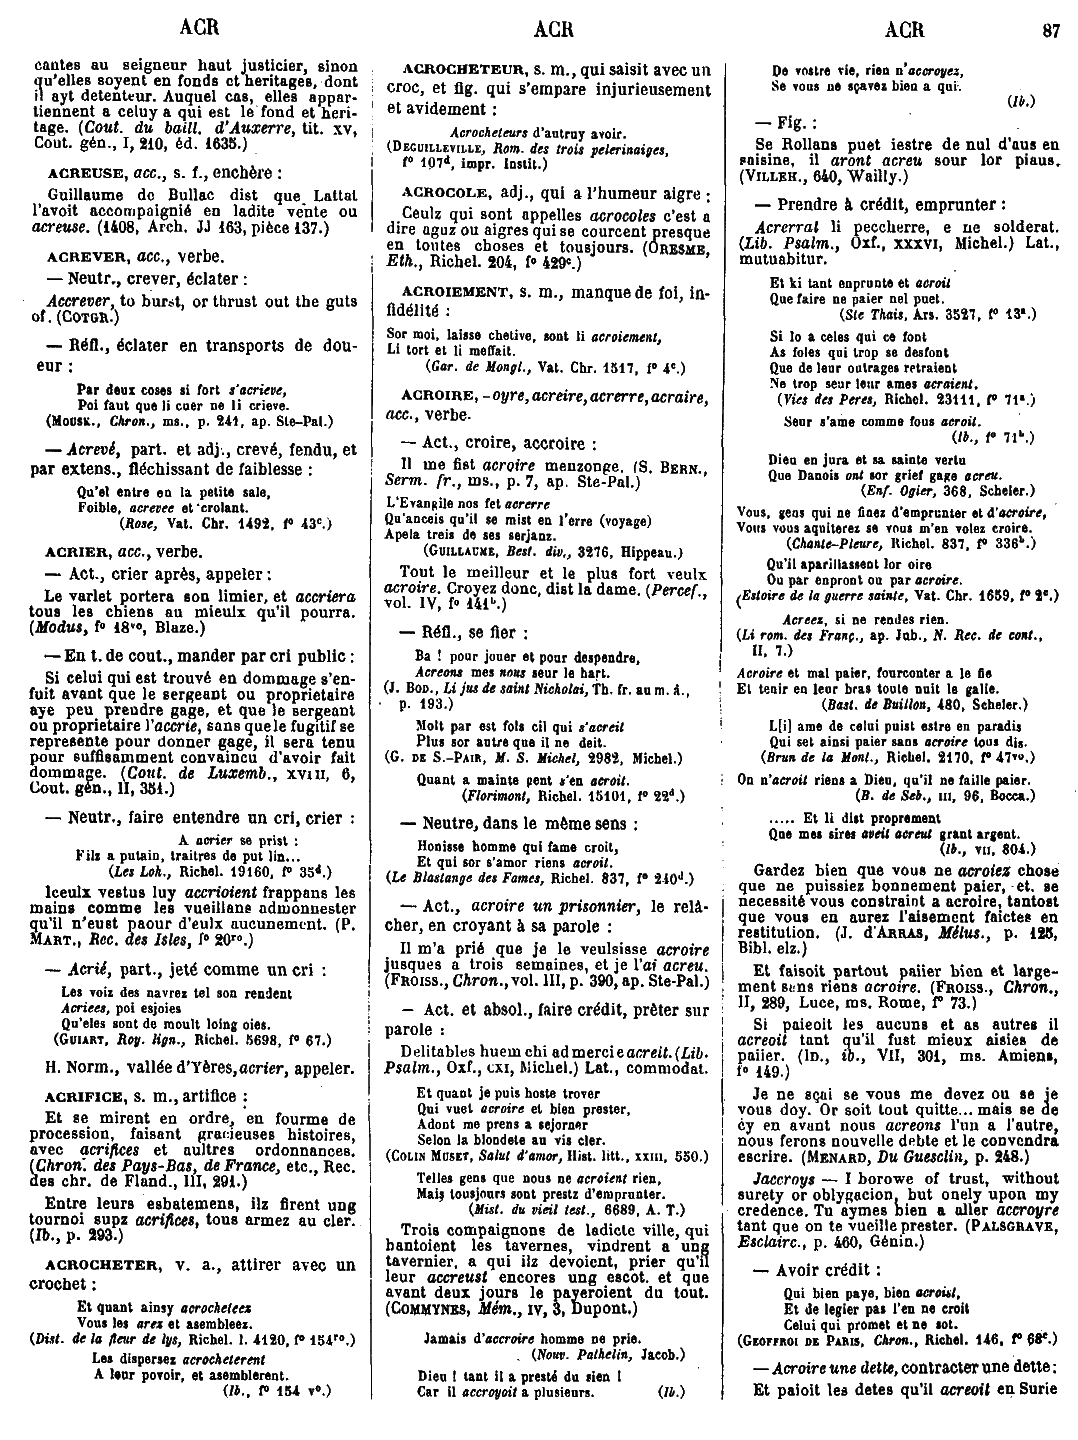 ACR
ACR
ACR
87
cantes au seigneur haut justicier, sinon
qu'elles soyent en fonds et heritages, dont
il ayt detenteur. Auquel cas, elles appar-
tiennent a celuy a qui est le fond et heri-
tage. (Cout. du baill. d'Auxerre, tit. xv,
Cout. gén., I, 210, éd. 1635.)
ACREUSE, acc., s. f., enchère :
Guillaume de Bullac dist que Lattal
l'avoit accompaignié en ladite vente ou
acreuse. (1408, Arch. JJ 163, pièce 137.)
ACREVER, acc., verbe.
— Neutr., crever, éclater :
Accrever, to burst, or thrust out the guts
of. (COTGR.)
— Réfl., éclater en transports de dou-
eur :
Par deux coses si fort s'acrieve,
Poi faut que li cuer ne li crieve.
(MOUSK., Chron., ms., p. 241, ap. Ste-Pal.)
— Acrevé, part. et adj., crevé, fendu, et
par extens., fléchissant de faiblesse :
Qu'el entre en la petite sale,
Foible, acrevee et crolant.
(Rose, Vat. Chr. 1492, f° 43c.)
ACRIER, acc., verbe.
— Act., crier après, appeler :
Le varlet portera son limier, et accriera
tous les chiens au mieulx qu'il pourra.
(Modus, f° 18vo, Blaze.)
— En t. de cout., mander par cri public :
Si celui qui est trouvé en dommage s'en-
fuit avant que le sergeant ou proprietaire
aye peu prendre gage, et que le sergeant
ou proprietaire l'accrie, sans que le fugitif se
represente pour donner gage, il sera tenu
pour suffisamment convaincu d'avoir fait
dommage. (Cout. de Luxemb., XVIII, 6,
Cout. gén., II, 351.)
— Neutr., faire entendre un cri, crier :
A acrier se prist :
Filz a putain, traitres de put lin...
(Les Loh., Richel. 19160, f° 35d.)
Iceulx vestus luy accrioient frappans les
mains comme les vueillans admonnester
qu'il n'eust paour d'eulx aucunement. (P.
MART., Rec. des Isles, f° 20ro.)
— Acrié, part., jeté comme un cri :
Les voiz des navrez tel son rendent
Acriees, poi esjoies
Qu'eles sont de moult loing oies.
(GUIART, Roy. lign., Richel. 5698, f° 67.)
H. Norm., vallée d'Yères, acrier, appeler.
ACRIFICE, s. m., artifice :
Et se mirent en ordre, en fourme de
procession, faisant gracieuses histoires,
avec acrifices et aultres ordonnances.
(Chron. des Pays-Bas, de France, etc., Rec.
des chr. de Fland., III, 291.)
Entre leurs esbatemens, ilz firent ung
tournoi supz acrifices, tous armez au cler.
(Ib., p. 293.)
ACROCHETER, v. a., attirer avec un
crochet :
Et quant ainsy acrocheteez
Vous les arez et asembleez.
(Dist. de la fleur de lys, Richel. l. 4120, f° 154ro.)
Les dispersez acrocheterent
A leur povoir, et asemblerent.
(Ib., f° 154 v°.)
ACROCHETEUR, s. m., qui saisit avec un
croc, et fig. qui s'empare injurieusement
et avidement :
Acrocheteurs d'autruy avoir.
(DEGUILLEVILLE, Rom. des trois pelerinaiges,
f° 107d, impr. Instit.)
ACROCOLE, adj., qui a l'humeur aigre :
Ceulz qui sont appelles acrocoles c'est a
dire aguz ou aigres qui se courcent presque
en toutes choses et tousjours. (ORESME,
Eth., Richel. 204, f° 429c.)
ACROIEMENT, s. m., manque de foi, in-
fidélité :
Sor moi, laisse chetive, sont li acroiement,
Li tort et li meffait.
(Gar. de Mongl., Vat. Chr. 1517, f° 4c.)
ACROIRE, -oyre, acreire, acrerre, acraire,
acc., verbe.
— Act., croire, accroire :
Il me fist acroire menzonge. (S. BERN.,
Serm. fr., ms., p. 7, ap. Ste-Pal.)
L'Evangile nos fet acrerre
Qu'anceis qu'il se mist en l'erre (voyage)
Apela treis de ses serjanz.
(GUILLAUME, Best. div., 3276, Hippeau.)
Tout le meilleur et le plus fort veulx
acroire. Croyez donc, dist la dame. (Percef.,
vol. IV, f° 141b.)
— Réfl., se fier :
Ba ! pour jouer et pour despendre,
Acreons mes nous seur le hart.
(J. BOD., Li jus de saint Nicholai, Th. fr. au m. â.,
p. 193.)
Molt par est fols cil qui s'acreit
Plus sor autre que il ne deit.
(G. DE S.-PAIR, M. S. Michel, 2982, Michel.)
Quant a mainte gent s'en acroit.
(Florimont, Richel. 15101, f° 22d.)
— Neutre, dans le même sens :
Honisse homme qui fame croit,
Et qui sor s'amor riens acroit.
(Le Blastange des Fames, Richel. 837, f° 240d.)
— Act., acroire un prisonnier, le relâ-
cher, en croyant à sa parole :
Il m'a prié que je le veulsisse acroire
jusques a trois semaines, et je l'ai acreu.
(FROISS., Chron., vol. III, p. 390, ap. Ste-Pal.)
— Act. et absol., faire crédit, prêter sur
parole :
Delitables huem chi ad merci e acreit. (Lib.
Psalm., Oxf., CXI, Michel.) Lat., commodat.
Et quant je puis hoste trover
Qui vuet acroire et bien prester,
Adont me prens a sejorner
Selon la blondete au vis cler.
(COLIN MUSET, Salut d'amor, Hist. litt., XXIII, 550.)
Telles gens que nous ne acroient rien,
Mais tousjours sont prestz d'emprunter.
(Mist. du vieil test., 6689, A. T.)
Trois compaignons de ladicte ville, qui
hantoient les tavernes, vindrent a ung
tavernier, a qui ilz devoient, prier qu'il
leur accreust encores ung escot. et que
avant deux jours le payeroient du tout.
(COMMYNES, Mém., IV, 3, Dupont.)
Jamais d'accroire homme ne prie.
(Nouv. Pathelin, Jacob.)
Dieu ! tant il a presté du sien !
Car il accroyoit a plusieurs. (Ib.)
De vostre vie, rien n'accroyez,
Se vous ne sçavez bien a qui.
(Ib.)
— Fig. :
Se Rollans puet iestre de nul d'aus en
saisine, il aront acreu sour lor piaus.
(VILLEH., 640, Wailly.)
— Prendre à crédit, emprunter :
Acrerrat li peccherre, e ne solderat.
(Lib. Psalm., Oxf., XXXVI, Michel.) Lat.,
mutuabitur.
Et ki tant enprunte et acroit
Que faire ne paier nel puet.
(Ste Thais, Ars. 3527, f° 13a.)
Si lo a celes qui ce font
As foles qui trop se desfont
Que de leur outrages retraient
Ne trop seur leur ames acraient.
(Vies des Peres, Richel. 23111, f° 71a.)
Seur s'ame comme fous acroit.
(Ib., f° 71b.)
Dieu en jura et sa sainte vertu
Que Danois ont sor grief gage acreu.
(Enf. Ogier, 368, Scheler.)
Vous, gens qui ne finez d'emprunter et d'acroire,
Vous vous aquiterez se vous m'en volez croire.
(Chante-Pleure, Richel. 837, f° 336b.)
Qu'il aparillassent lor oire
Ou par enpront ou par acroire.
(Estoire de la guerre sainte, Vat. Chr. 1659, f° 2c.)
Acreez, si ne rendes rien.
(Li rom. des Franç., ap. Jub., N. Rec. de cont.,
II, 7.)
Acroire et mal paier, fourconter a le fie
Et tenir en leur bras toute nuit le galle.
(Bast. de Buillon, 480, Scheler.)
L[i] ame de celui puist estre en paradis
Qui set ainsi paier sans acroire tous dis.
(Brun de la Mont., Richel. 2170, f° 47vo.)
On n'acroit riens a Dieu, qu'il ne faille paier.
(B. de Seb., III, 96, Bocca.)
..... Et li dist proprement
Que mes sires aveit acreut grant argent.
(Ib., VII, 804.)
Gardez bien que vous ne acroiez chose
que ne puissiez bonnement paier, et. se
necessité vous constraint a acroire, tantost
que vous en aurez l'aisement faictes en
restitution. (J. d'ARRAS, Mélus., p. 125,
Bibl. elz.)
Et faisoit partout paiier bien et large-
ment sans riens acroire. (FROISS., Chron.,
II, 289, Luce, ms. Rome, f° 73.)
Si paieoit les aucuns et as autres il
acreoit tant qu'il fust mieux aisies de
paiier. (ID., ib., VII, 301, ms. Amiens,
f° 149.)
Je ne sçai se vous me devez ou se je
vous doy. Or soit tout quitte... mais se de
cy en avant nous acreons l'un a l'autre,
nous ferons nouvelle debte et le convendra
escrire. (MENARD, Du Guesclin, p. 248.)
Jaccroys — I borowe of trust, without
surety or oblygacion, but onely upon my
credence. Tu aymes bien a aller accroyre
tant que on te vueille prester. (PALSGRAVE,
Esclairc., p. 460, Génin.)
— Avoir crédit :
Qui bien paye, bien acroist,
Et de legier pas l'en ne croit
Celui qui promet et ne sot.
(GEOFFROI DE PARIS, Chron., Richel. 146, f° 68c.)
— Acroire une dette, contracter une dette :
Et paioit les detes qu'il acreoit en Surie